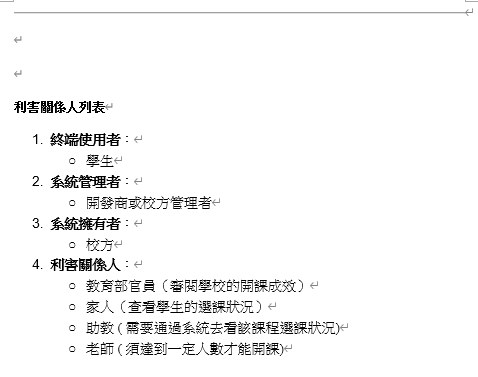 利害關係人列表
1. 終端使用者：
○ 學生
2. 系統管理者：
○ 開發商或校方管理者
3. 系統擁有者：
○ 校方
4. 利害關係人：
○ 教育部官員（審閱學校的開課成效）
○ 家人（查看學生的選課狀況）
○ 助教 ( 需要通過系統去看該課程選課狀況)
○ 老師 ( 須達到一定人數才能開課)